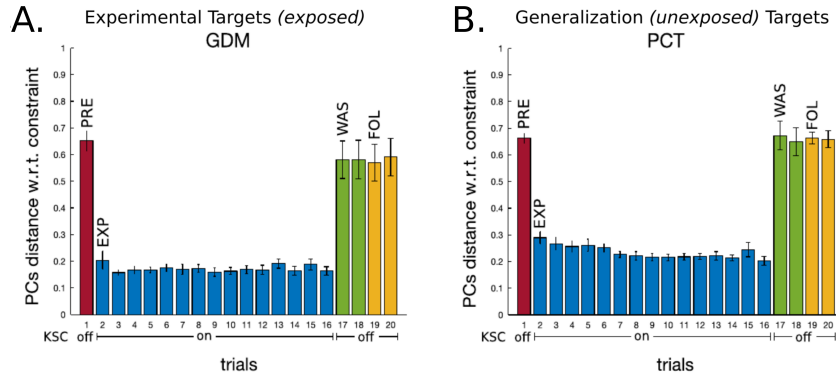 A. Experimental Targets (exposed)
GDM
PCs distance w.r.t. constraint
1
0.9
0.8
0.7
0.6
0.5
0.4
0.3
0.2
0.1
0
PRE
EXP
WAS
FOL
1 2 3 4 5 6 7 8 9 10 11 12 13 14 15 16 17 18 19 20
KSC off on off
trials
B. Generalization (unexposed) Targets
PCT
PCs distance w.r.t. constraint
1
0.9
0.8
0.7
0.6
0.5
0.4
0.3
0.2
0.1
0
PRE
EXP
WAS
FOL
1 2 3 4 5 6 7 8 9 10 11 12 13 14 15 16 17 18 19 20
KSC off on off
trials